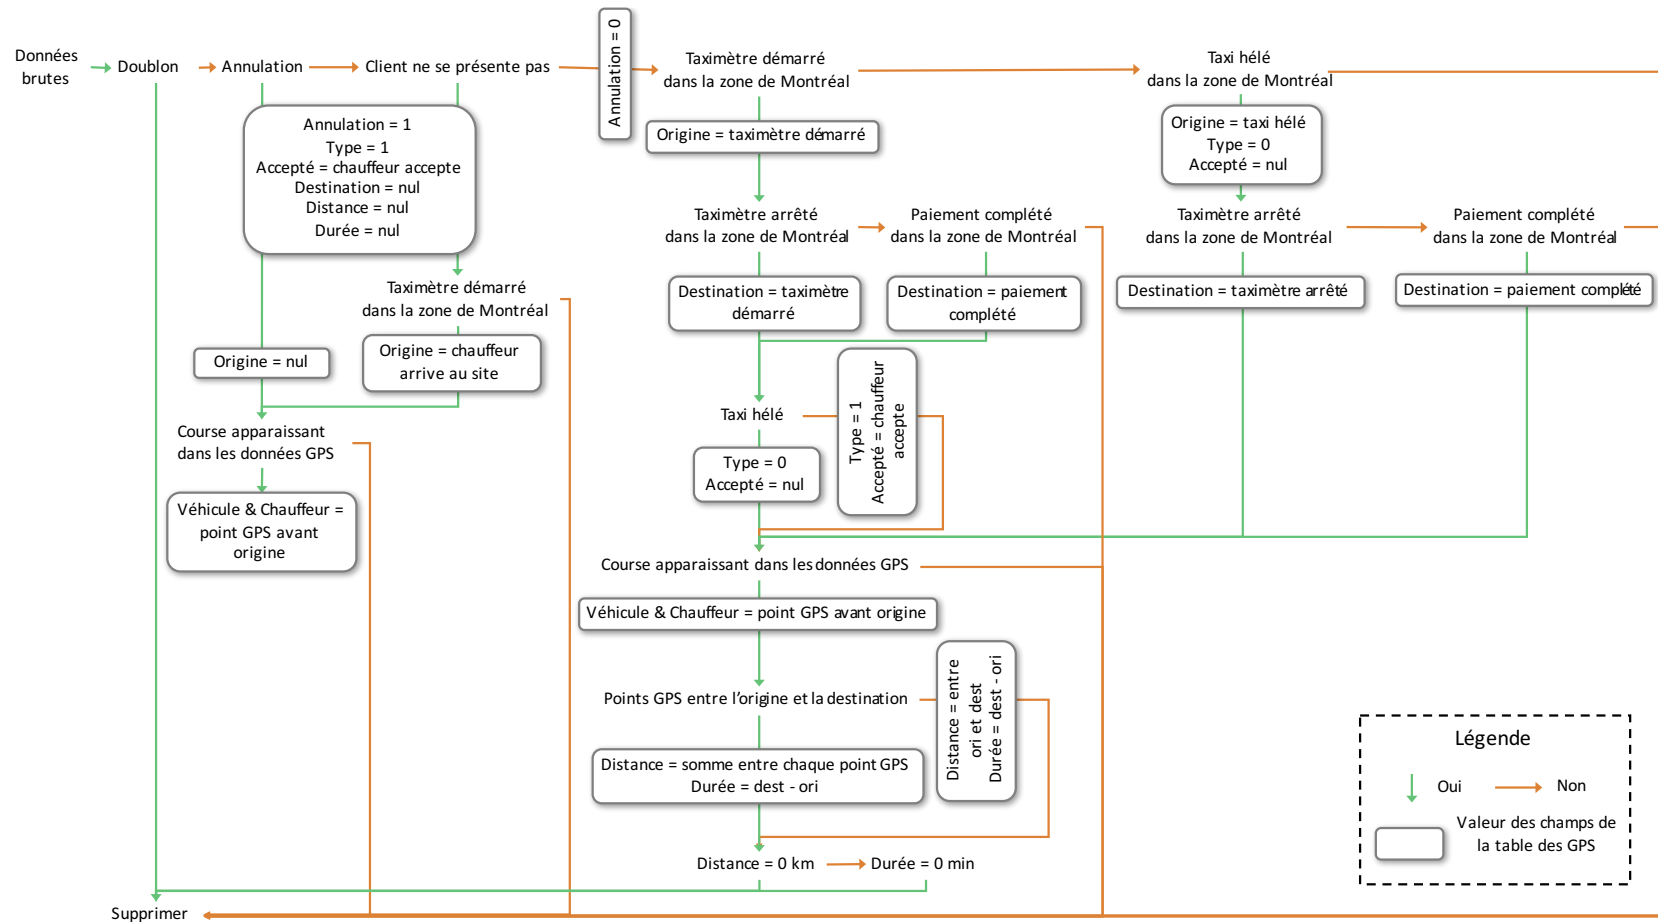 Données
brutes
Doublon
Annulation
Client ne se présente pas
Annulation = 0
Taximètre démarré
dans la zone de Montréal
Taxi hélé
dans la zone de Montréal
Annulation = 1
Type = 1
Accepté = chauffeur accepte
Destination = nul
Distance = nul
Durée = nul
Origine = taximètre démarré
Origine = taxi hélé
Type = 0
Accepté = nul
Taximètre arrêté
dans la zone de Montréal
Paiement complété
dans la zone de Montréal
Taximètre arrêté
dans la zone de Montréal
Paiement complété
dans la zone de Montréal
Taximètre démarré
dans la zone de Montréal
Destination = taximètre
démarré
Destination = paiement
complété
Destination = taximètre arrêté
Destination = paiement complété
Origine = nul
Origine = chauffeur
arrive au site
Type = 1
Accepté = chauffeur
accepte
Taxi hélé
Course apparaissant
dans les données GPS
Type = 0
Accepté = nul
Véhicule & Chauffeur =
point GPS avant
origine
Course apparaissant dans les données GPS
Véhicule & Chauffeur = point GPS avant origine
Points GPS entre l'origine et la destination
Distance = entre
ori et dest
Durée = dest - ori
Distance = somme entre chaque point GPS
Durée = dest - ori
Distance = 0 km
Durée = 0 min
Supprimer
Légende
Oui
Non
Valeur des champs de
la table des GPS